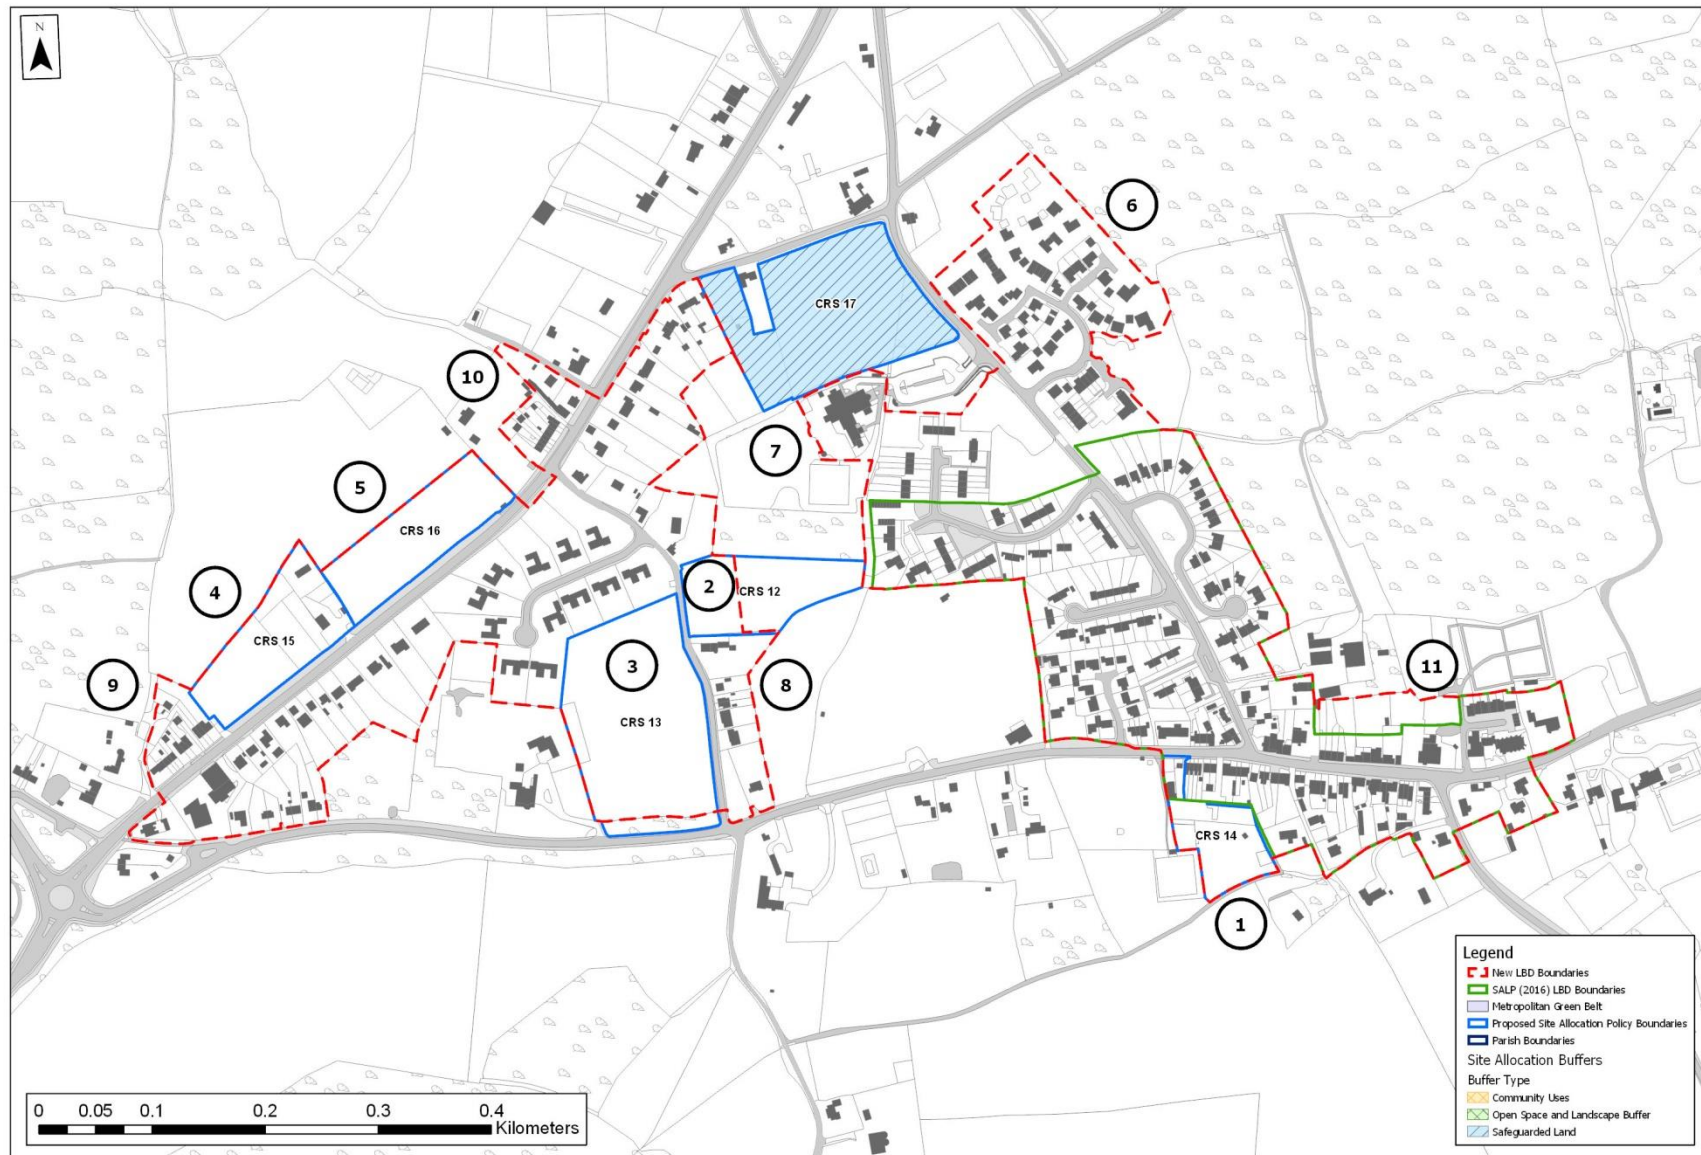 N
6
CRS 17
10
7
5
CRS 16
4
2
CRS 12
CRS 15
3
11
9
8
CRS 13
CRS 14
1
Legend
New LBD Boundaries
SALP (2016) LBD Boundaries
Metropolitan Green Belt
Proposed Site Allocation Policy Boundaries
Parish Boundaries
Site Allocation Buffers
Buffer Type
Community Uses
Open Space and Landscape Buffer
Safeguarded Land
0 0.05 0.1 0.2 0.3 0.4
Kilometers